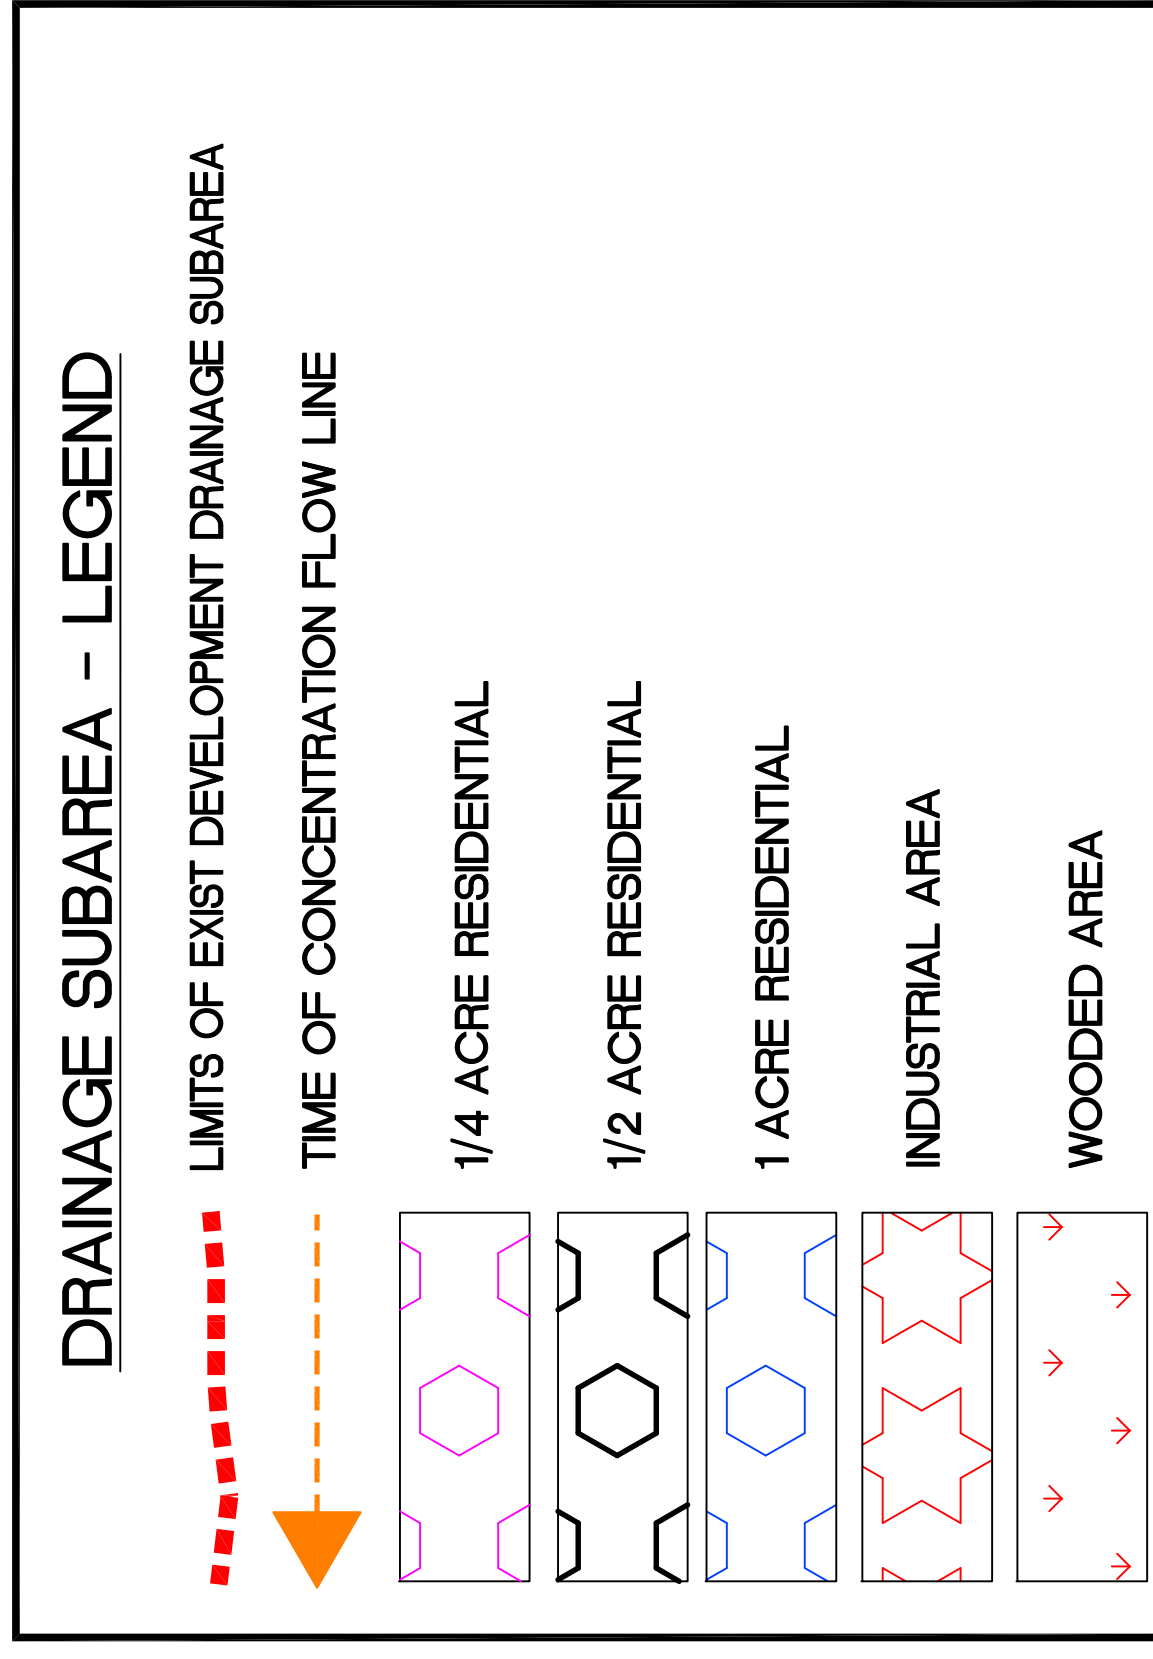 DRAINAGE SUBAREA - LEGEND
LIMITS OF EXIST DEVELOPMENT DRAINAGE SUBAREA
TIME OF CONCENTRATION FLOW LINE
1/4 ACRE RESIDENTIAL
1/2 ACRE RESIDENTIAL
1 ACRE RESIDENTIAL
INDUSTRIAL AREA
WOODED AREA